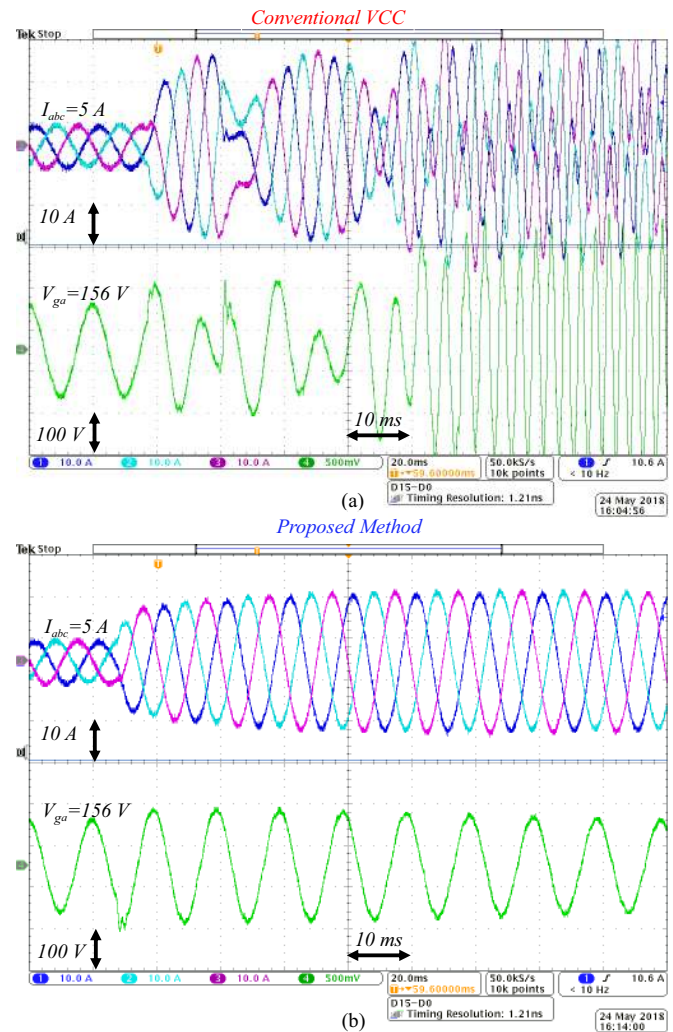 Conventional VCC
Tek Stop
I_abc=5 A
10 A
V_ga=156 V
100 V
10 ms
1 10.0 A 2 10.0 A 3 10.0 A 4 500mV
20.0ms
59.60000ms
50.0kS/s
10k points
1 10.6 A
< 10 Hz
D15-D0
Timing Resolution: 1.21ns
24 May 2018
16:04:56
(a)
Proposed Method
Tek Stop
I_abc=5 A
10 A
V_ga=156 V
100 V
10 ms
1 10.0 A 2 10.0 A 3 10.0 A 4 500mV
20.0ms
59.60000ms
50.0kS/s
10k points
1 10.6 A
< 10 Hz
D15-D0
Timing Resolution: 1.21ns
24 May 2018
16:14:00
(b)